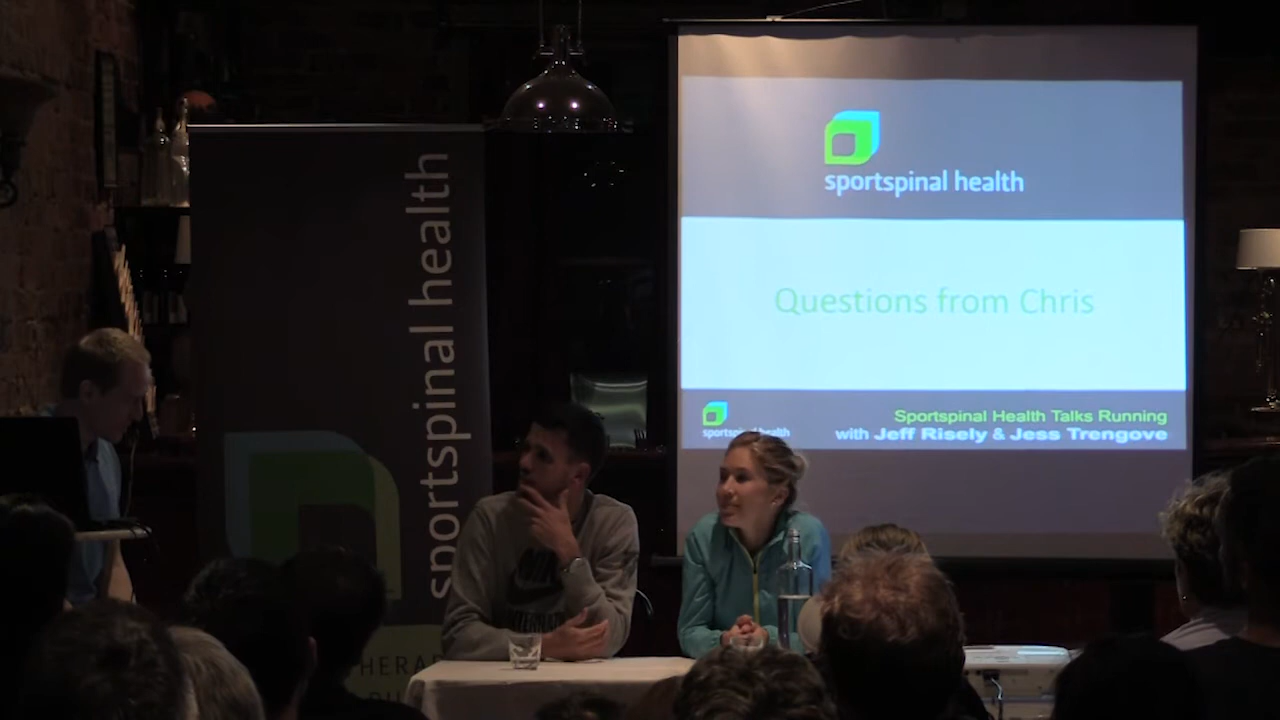 sportspinal health
sportspinal health
Questions from Chris
sportspinal health
Sportspinal Health Talks Running
with Jeff Risely & Jess Trengove